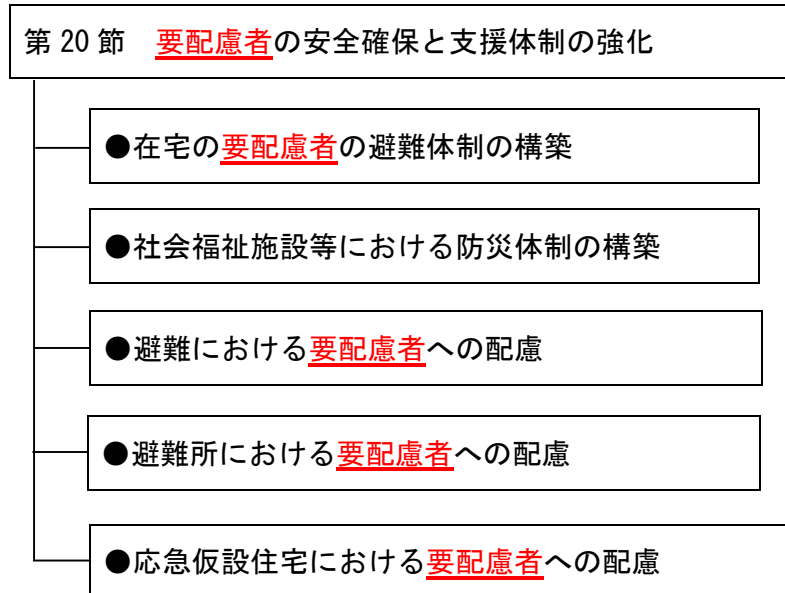 第 20 節　要配慮者の安全確保と支援体制の強化
●在宅の要配慮者の避難体制の構築
●社会福祉施設等における防災体制の構築
●避難における要配慮者への配慮
●避難所における要配慮者への配慮
●応急仮設住宅における要配慮者への配慮